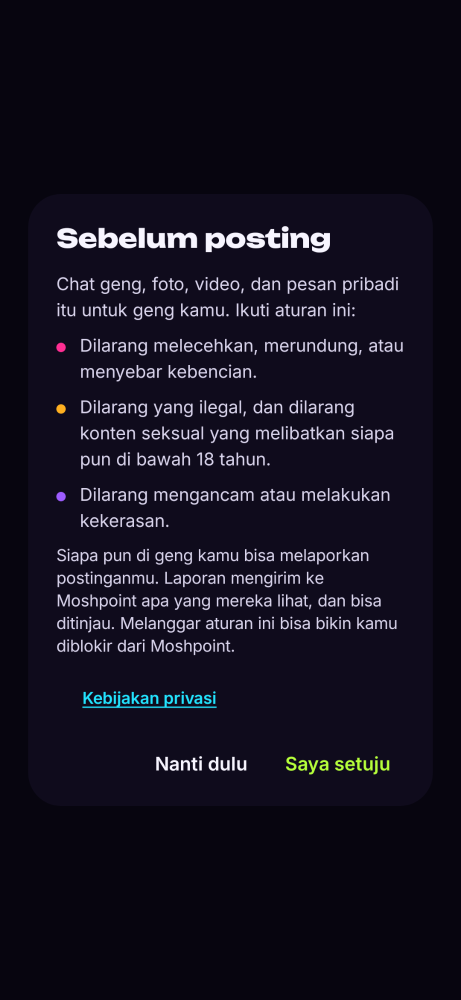 Sebelum posting
Chat geng, foto, video, dan pesan pribadi
itu untuk geng kamu. Ikuti aturan ini:
Dilarang melecehkan, merundung, atau
menyebar kebencian.
Dilarang yang ilegal, dan dilarang
konten seksual yang melibatkan siapa
pun di bawah 18 tahun.
Dilarang mengancam atau melakukan
kekerasan.
Siapa pun di geng kamu bisa melaporkan
postinganmu. Laporan mengirim ke
Moshpoint apa yang mereka lihat, dan bisa
ditinjau. Melanggar aturan ini bisa bikin kamu
diblokir dari Moshpoint.
Kebijakan privasi
Nanti dulu Saya setuju